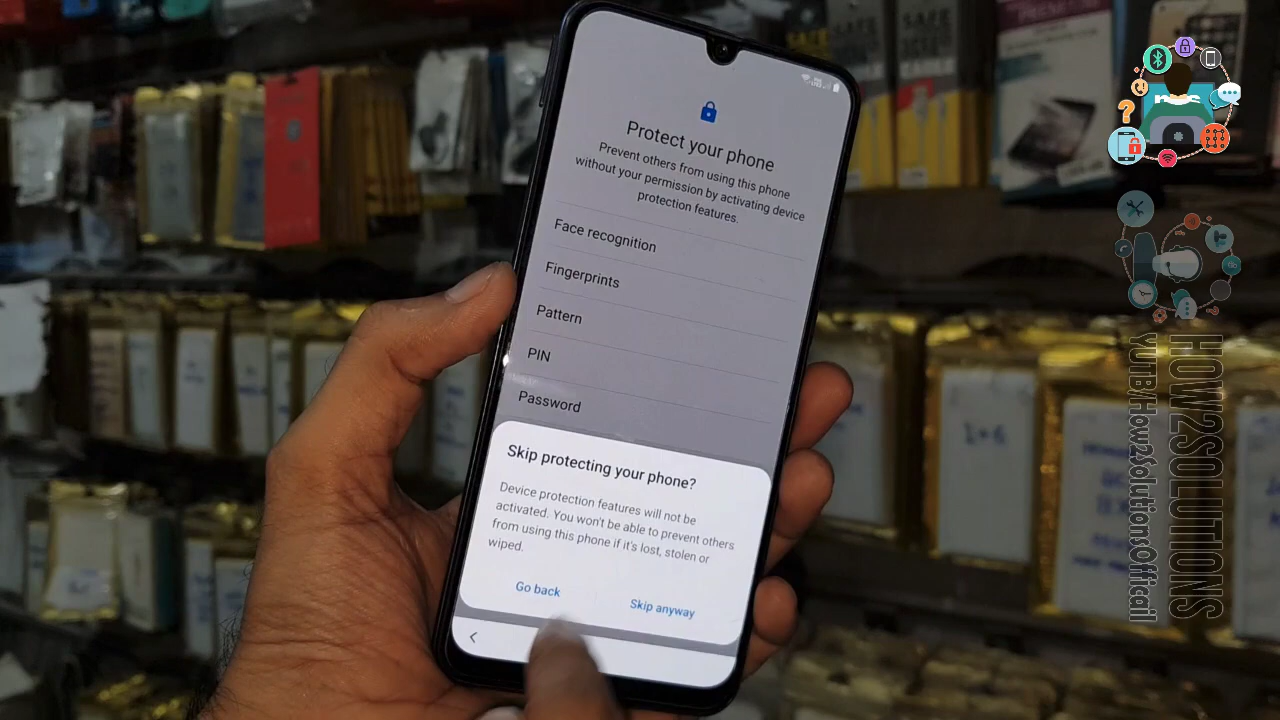 Protect your phone
Prevent others from using this phone
without your permission by activating device
protection features.
Face recognition
Fingerprints
Pattern
PIN
Password
Skip protecting your phone?
Device protection features will not be
activated. You won't be able to prevent others
from using this phone if it's lost, stolen or
wiped.
Go back
Skip anyway
1+6
HOW2SOLUTIONS
YUTB/How2SolutionsOfficail